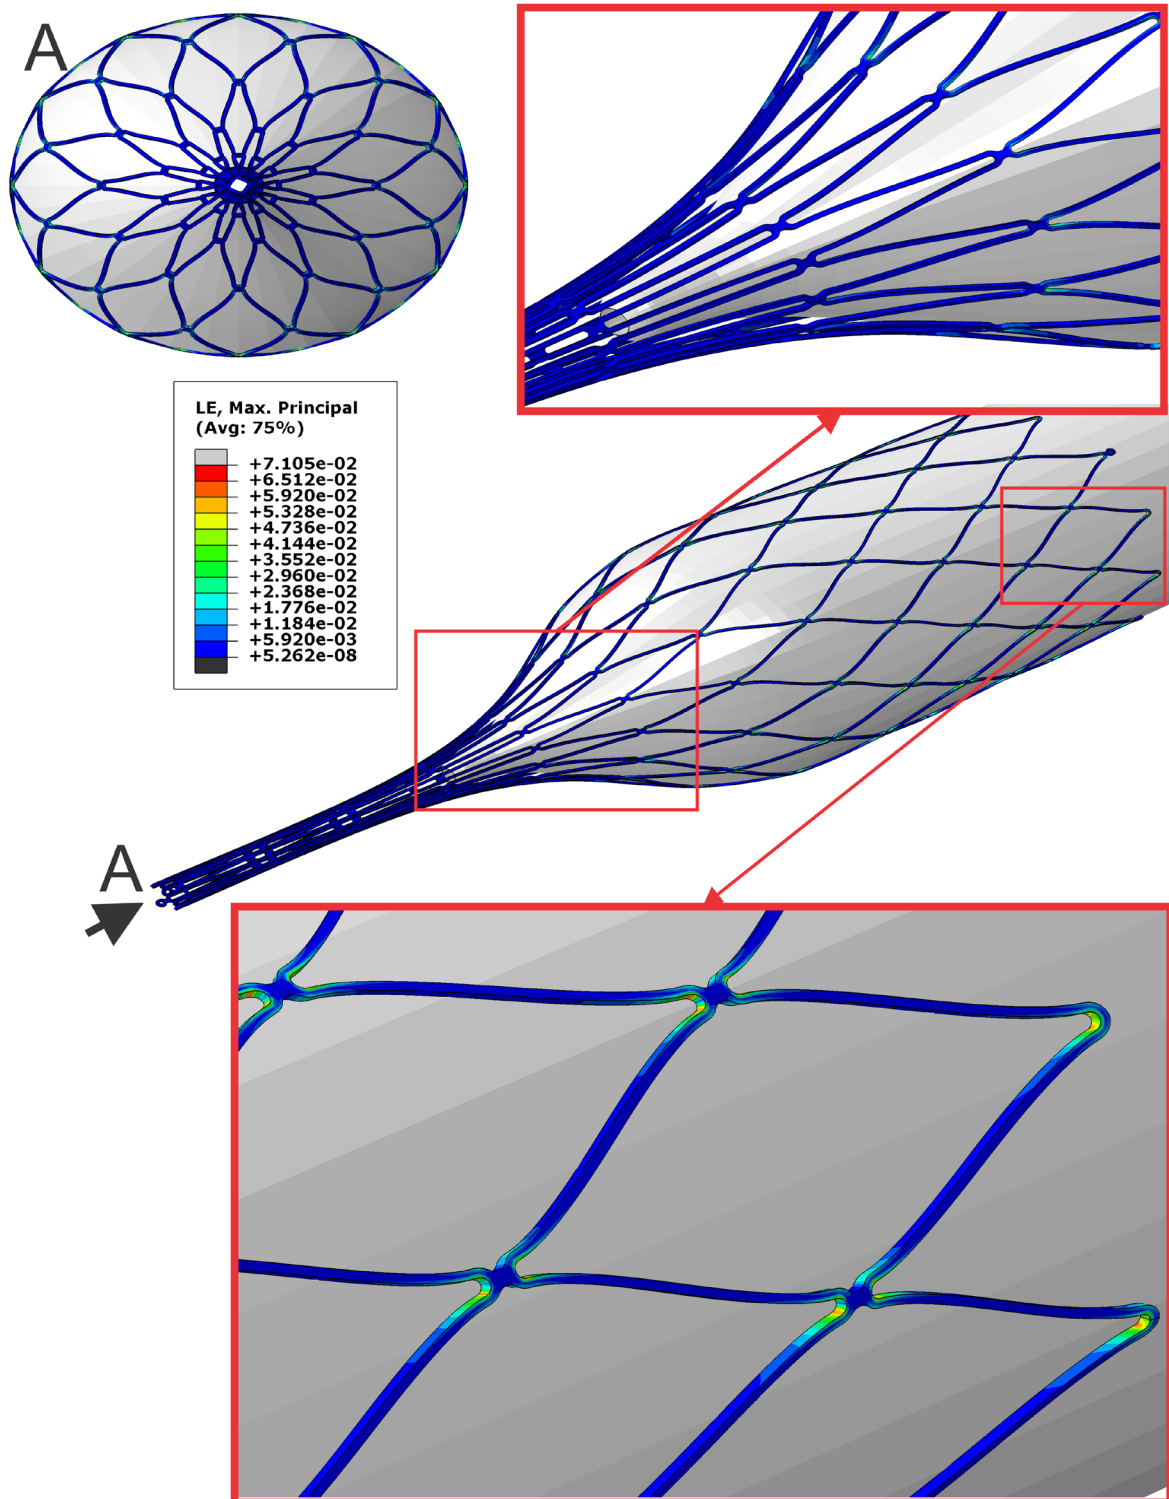 A
LE, Max. Principal
(Avg: 75%)
+7.105e-02
+6.512e-02
+5.920e-02
+5.328e-02
+4.736e-02
+4.144e-02
+3.552e-02
+2.960e-02
+2.368e-02
+1.776e-02
+1.184e-02
+5.920e-03
+5.262e-08
A